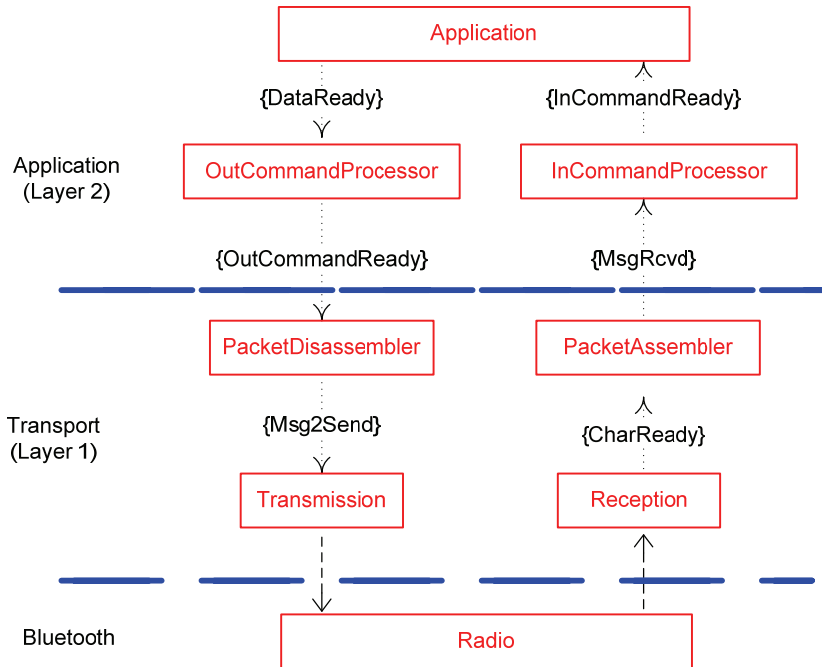 Application
{DataReady}
{InCommandReady}
Application
(Layer 2)
OutCommandProcessor
InCommandProcessor
{OutCommandReady}
{MsgRcvd}
PacketDisassembler
PacketAssembler
Transport
(Layer 1)
{Msg2Send}
{CharReady}
Transmission
Reception
Bluetooth
Radio